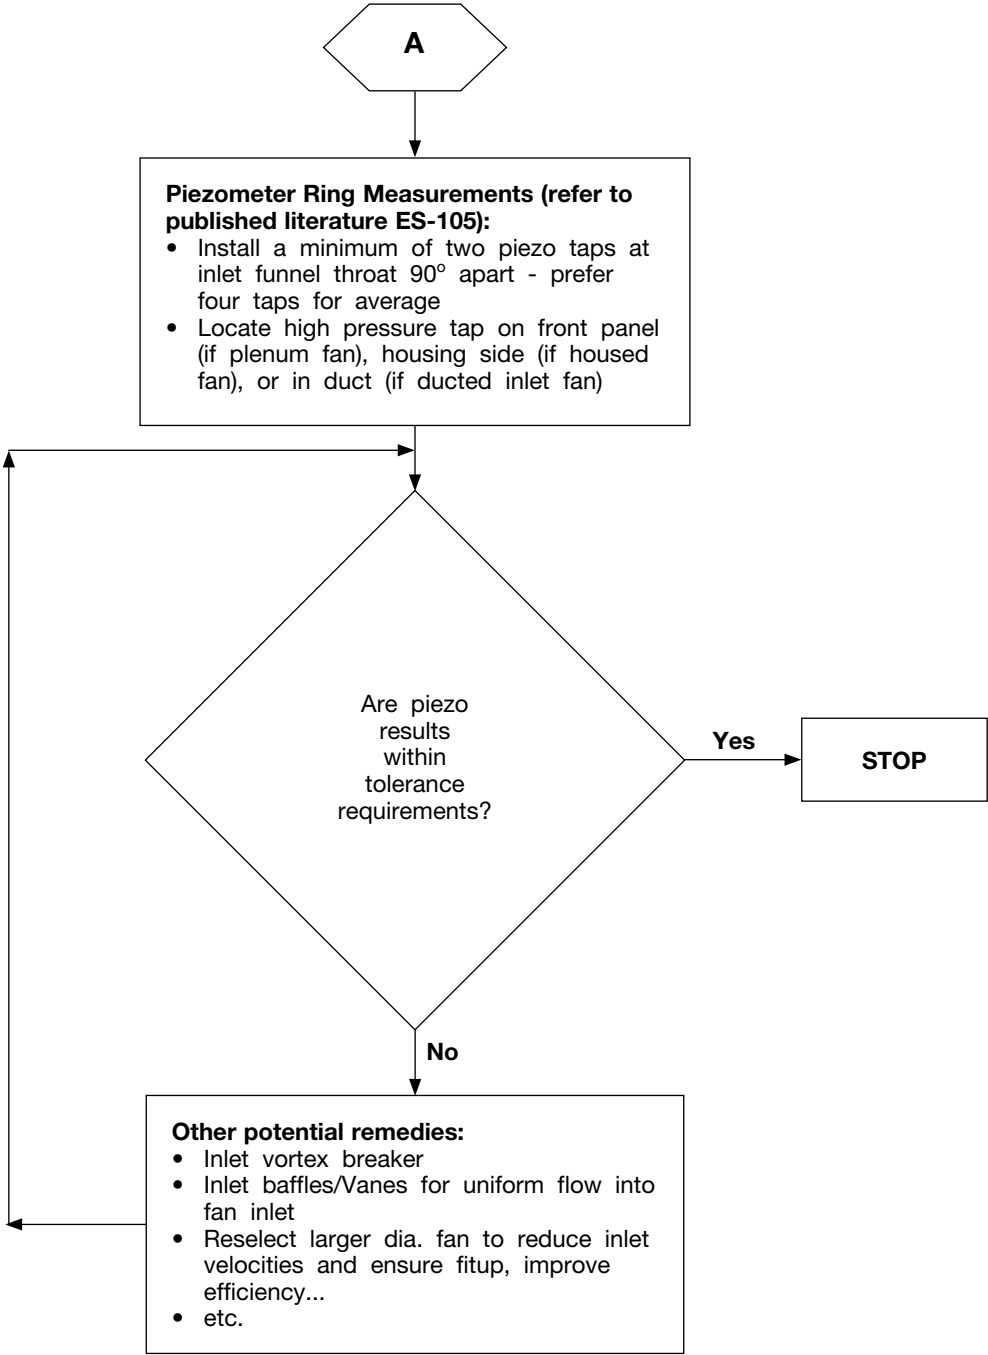 A
Piezometer Ring Measurements (refer to
published literature ES-105):
• Install a minimum of two piezo taps at
inlet funnel throat 90° apart - prefer
four taps for average
• Locate high pressure tap on front panel
(if plenum fan), housing side (if housed
fan), or in duct (if ducted inlet fan)
Are piezo
results
within
tolerance
requirements?
Yes
STOP
No
Other potential remedies:
• Inlet vortex breaker
• Inlet baffles/Vanes for uniform flow into
fan inlet
• Reselect larger dia. fan to reduce inlet
velocities and ensure fitup, improve
efficiency...
• etc.